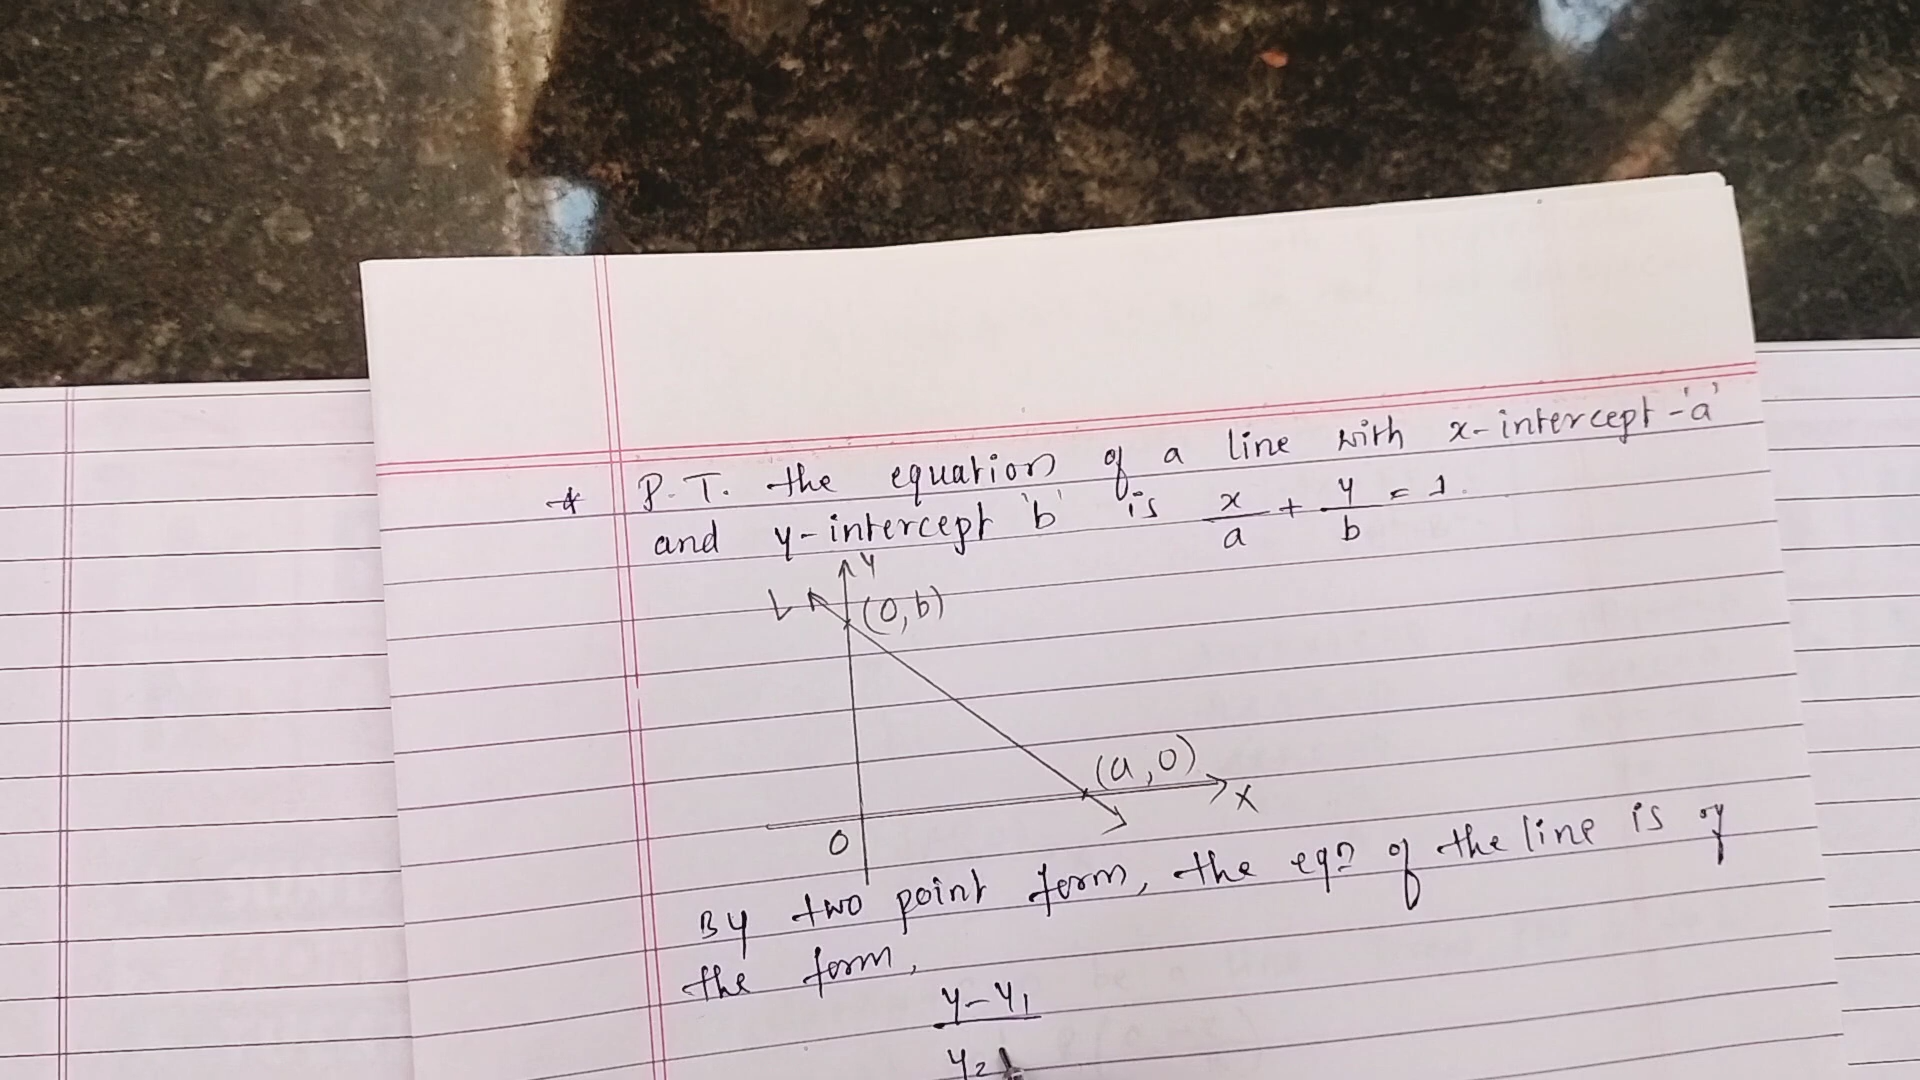 * P.T. the equation of a line with x-intercept -'a'
and y-intercept 'b' is x/a + y/b = 1.
Y
L (0,b)
(a,0)
X
0
By two point form, the eqn of the line is of
the form,
y-y₁
y₂